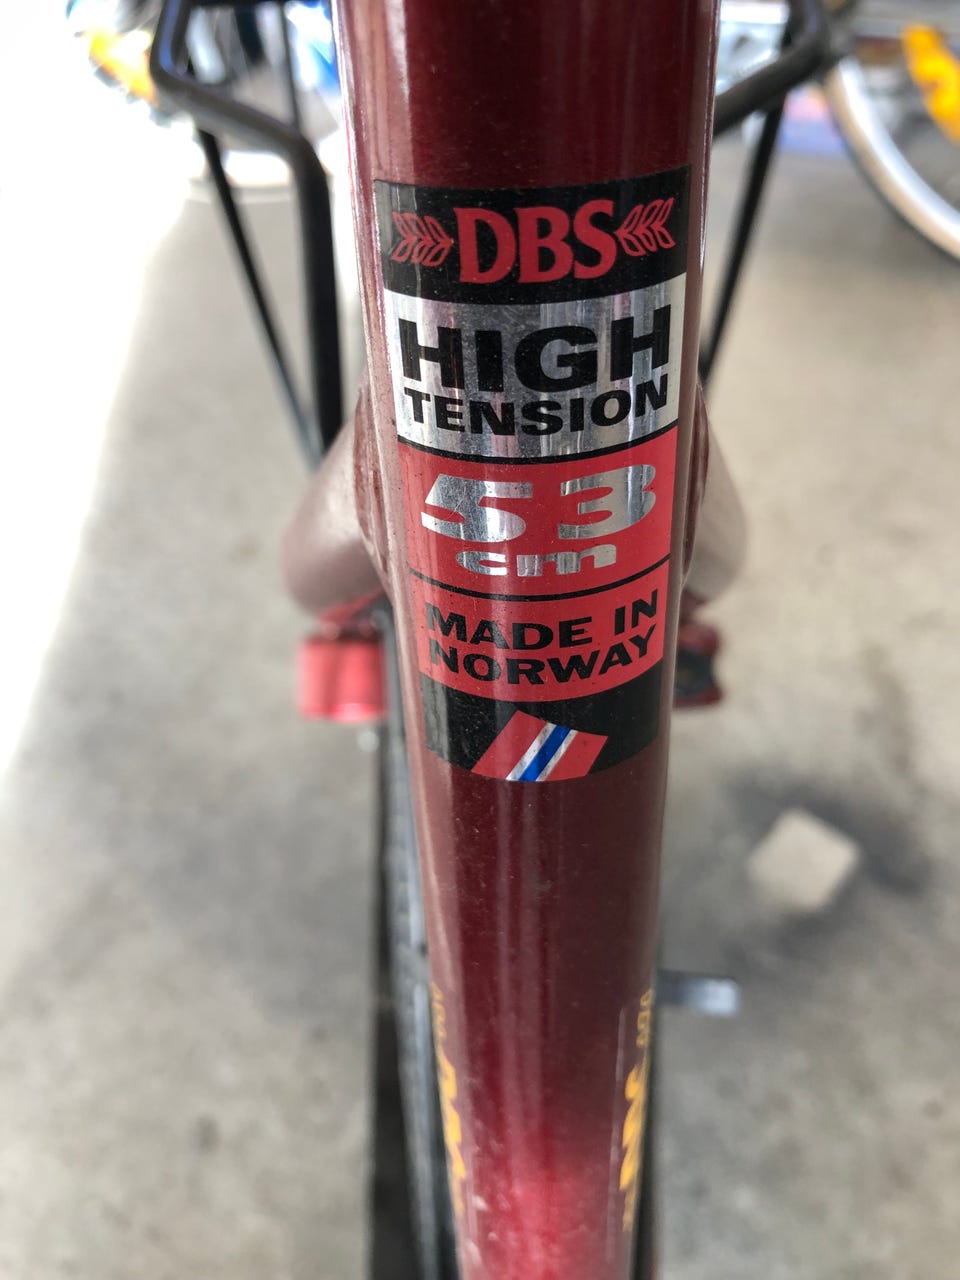 DBS
HIGH
TENSION
53
cm
MADE IN
NORWAY